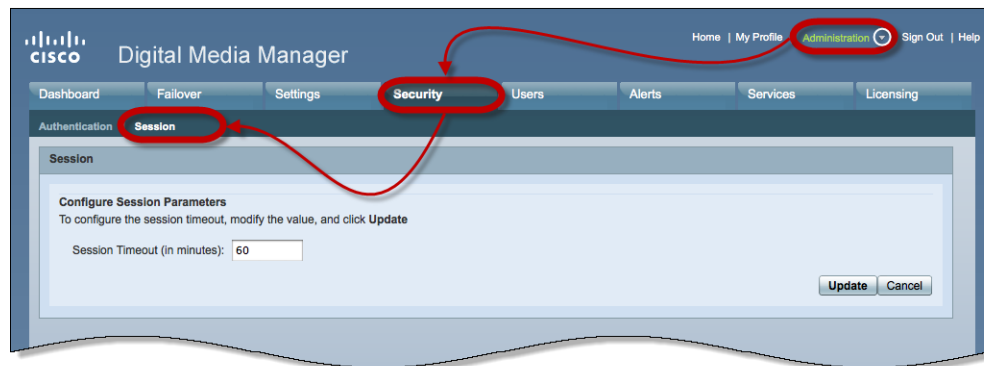 Home | My Profile Administration Sign Out | Help
CISCO Digital Media Manager
Dashboard Failover Settings Security Users Alerts Services Licensing
Authentication Session
Session
Configure Session Parameters
To configure the session timeout, modify the value, and click Update
Session Timeout (in minutes): 60
Update Cancel